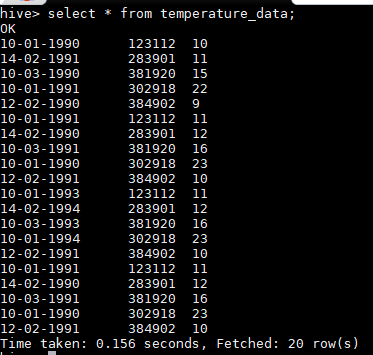 hive> select * from temperature_data;
OK
10-01-1990 123112 10
14-02-1991 283901 11
10-03-1990 381920 15
10-01-1991 302918 22
12-02-1990 384902 9
10-01-1991 123112 11
14-02-1990 283901 12
10-03-1991 381920 16
10-01-1990 302918 23
12-02-1991 384902 10
10-01-1993 123112 11
14-02-1994 283901 12
10-03-1993 381920 16
10-01-1994 302918 23
12-02-1991 384902 10
10-01-1991 123112 11
14-02-1990 283901 12
10-03-1991 381920 16
10-01-1990 302918 23
12-02-1991 384902 10
Time taken: 0.156 seconds, Fetched: 20 row(s)